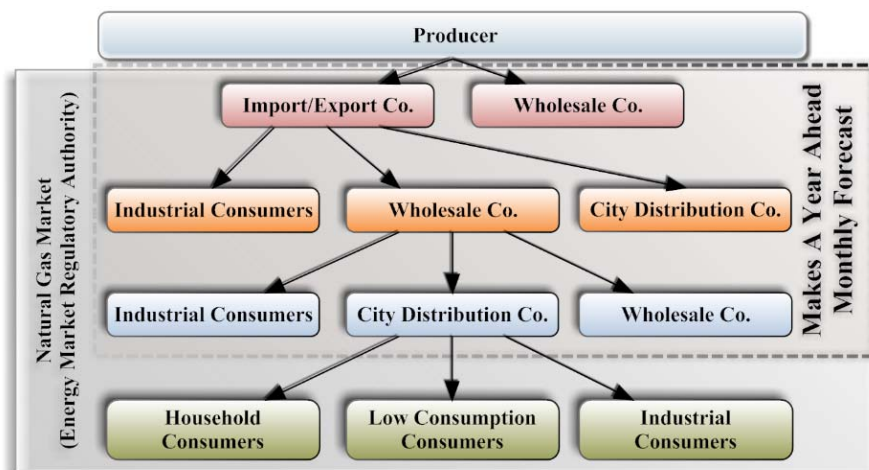 Producer
Import/Export Co.
Wholesale Co.
Industrial Consumers
Wholesale Co.
City Distribution Co.
Industrial Consumers
City Distribution Co.
Wholesale Co.
Household
Consumers
Low Consumption
Consumers
Industrial
Consumers
Natural Gas Market
(Energy Market Regulatory Authority)
Makes A Year Ahead
Monthly Forecast